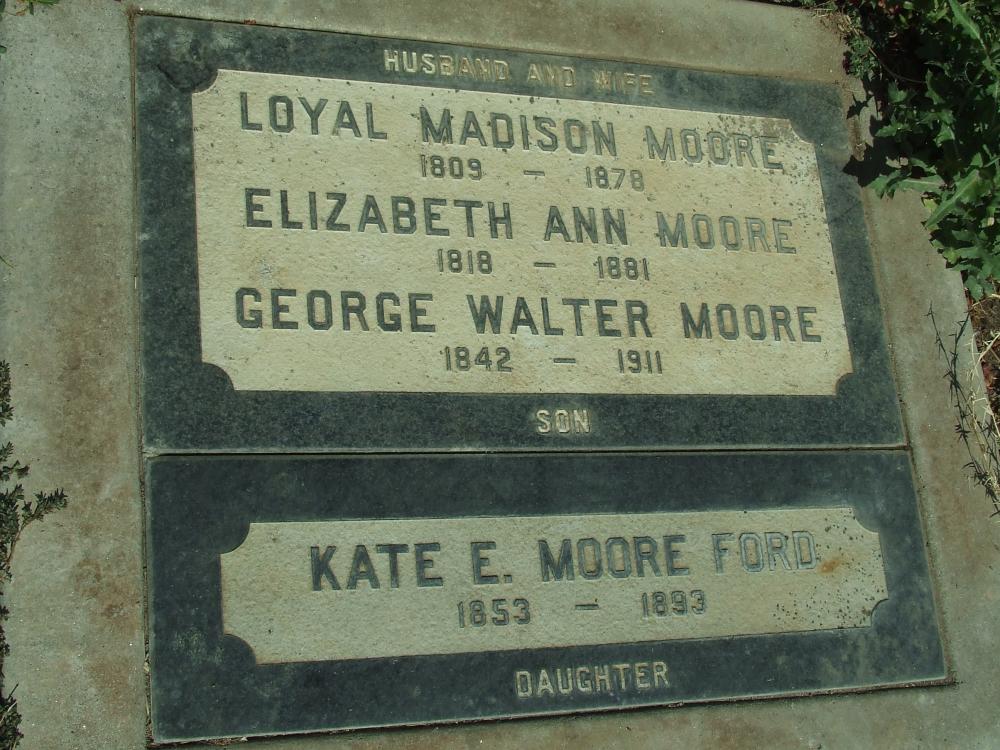 HUSBAND AND WIFE
LOYAL MADISON MOORE
1809 – 1878
ELIZABETH ANN MOORE
1818 – 1881
GEORGE WALTER MOORE
1842 – 1911
SON
KATE E. MOORE FORD
1853 – 1893
DAUGHTER